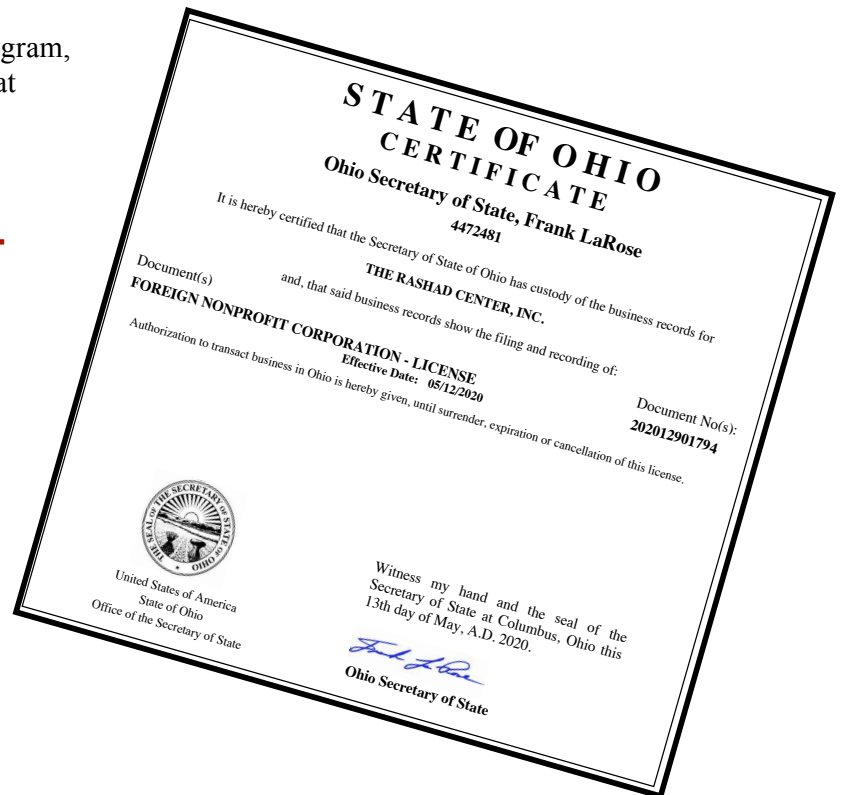 gram,
at
STATE OF OHIO
CERTIFICATE
Ohio Secretary of State, Frank LaRose
4472481
It is hereby certified that the Secretary of State of Ohio has custody of the business records for
THE RASHAD CENTER, INC.
and, that said business records show the filing and recording of:
Document(s)
Document No(s):
FOREIGN NONPROFIT CORPORATION - LICENSE
202012901794
Effective Date: 05/12/2020
Authorization to transact business in Ohio is hereby given, until surrender, expiration or cancellation of this license.
THE SEAL OF THE SECRETARY OF STATE OF OHIO
United States of America
State of Ohio
Office of the Secretary of State
Witness my hand and the seal of the
Secretary of State at Columbus, Ohio this
13th day of May, A.D. 2020.
Frank LaRose
Ohio Secretary of State